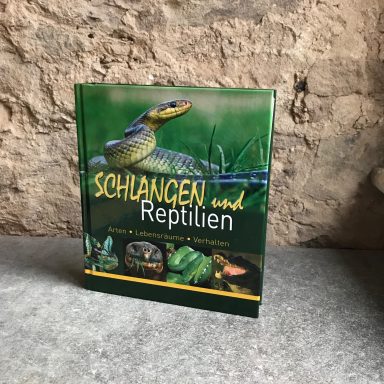 SCHLANGEN und
Reptilien
Arten • Lebensräume • Verhalten